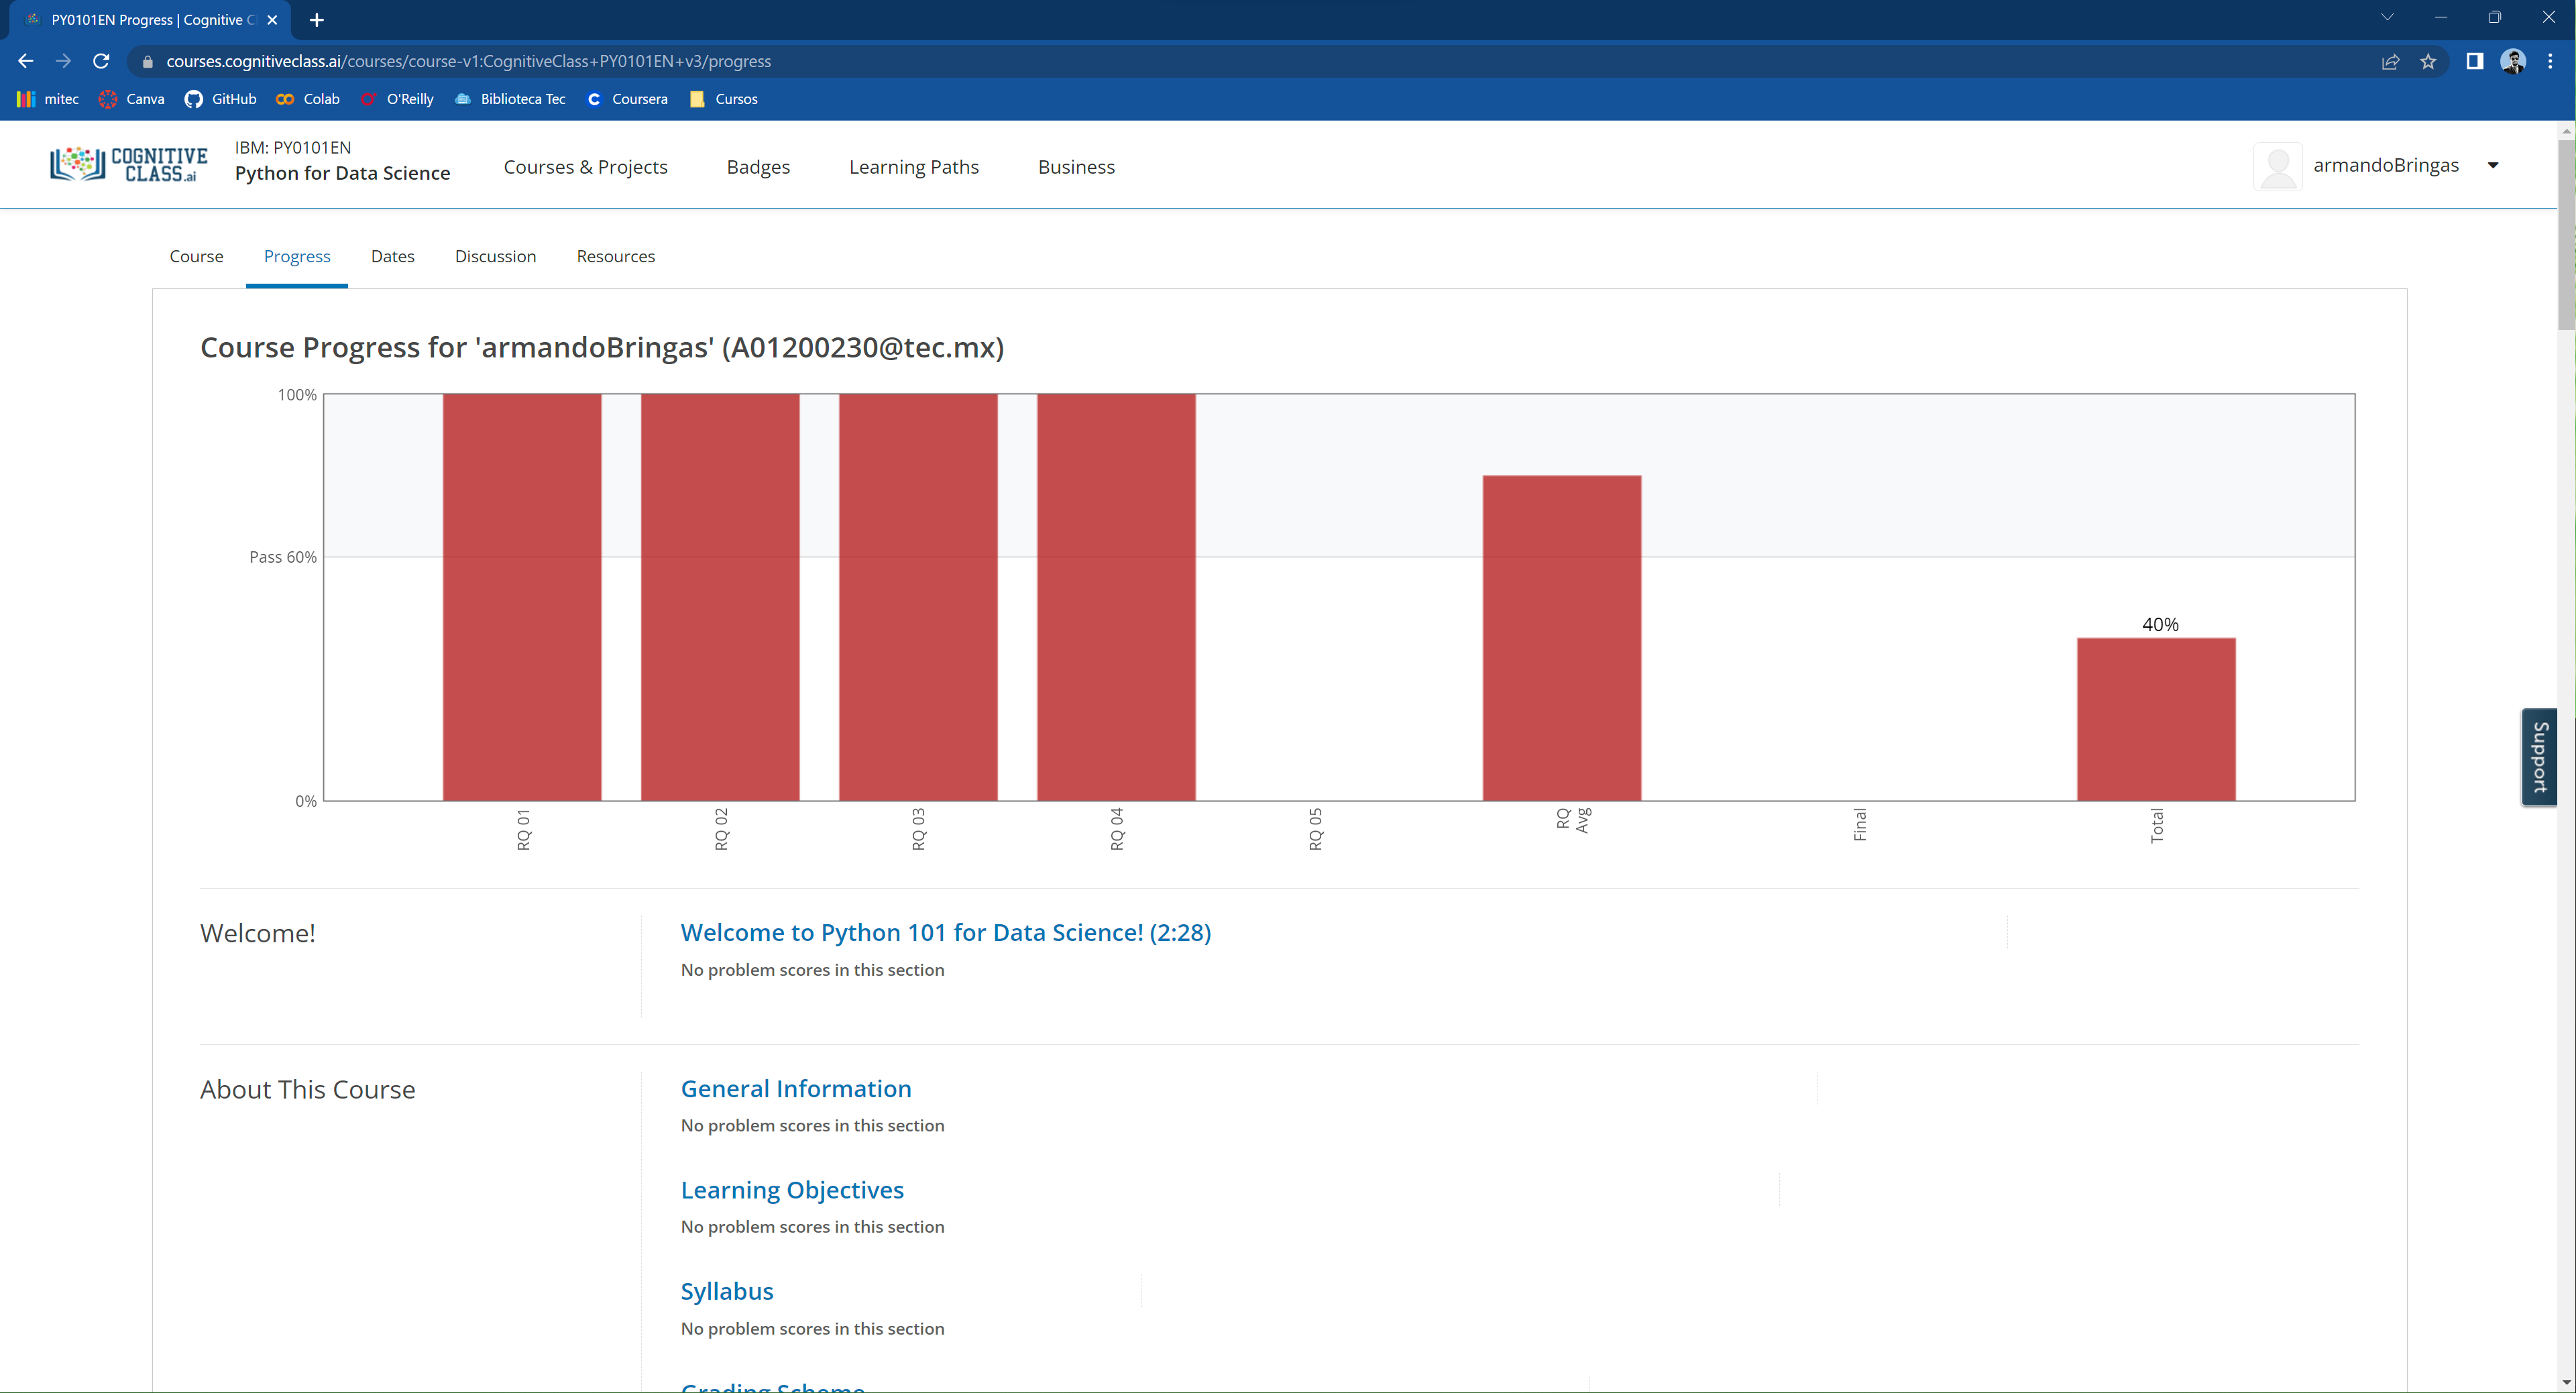 PY0101EN Progress | Cognitive C
courses.cognitiveclass.ai/courses/course-v1:CognitiveClass+PY0101EN+v3/progress
mitec
Canva
GitHub
Colab
O'Reilly
Biblioteca Tec
Coursera
Cursos
COGNITIVE
CLASS.ai
IBM: PY0101EN
Python for Data Science
Courses & Projects
Badges
Learning Paths
Business
armandoBringas
Course
Progress
Dates
Discussion
Resources
Course Progress for 'armandoBringas' (A01200230@tec.mx)
100%
Pass 60%
0%
40%
RQ 01
RQ 02
RQ 03
RQ 04
RQ 05
RQ
Avg
Final
Total
Support
Welcome!
Welcome to Python 101 for Data Science! (2:28)
No problem scores in this section
About This Course
General Information
No problem scores in this section
Learning Objectives
No problem scores in this section
Syllabus
No problem scores in this section
Grading Scheme